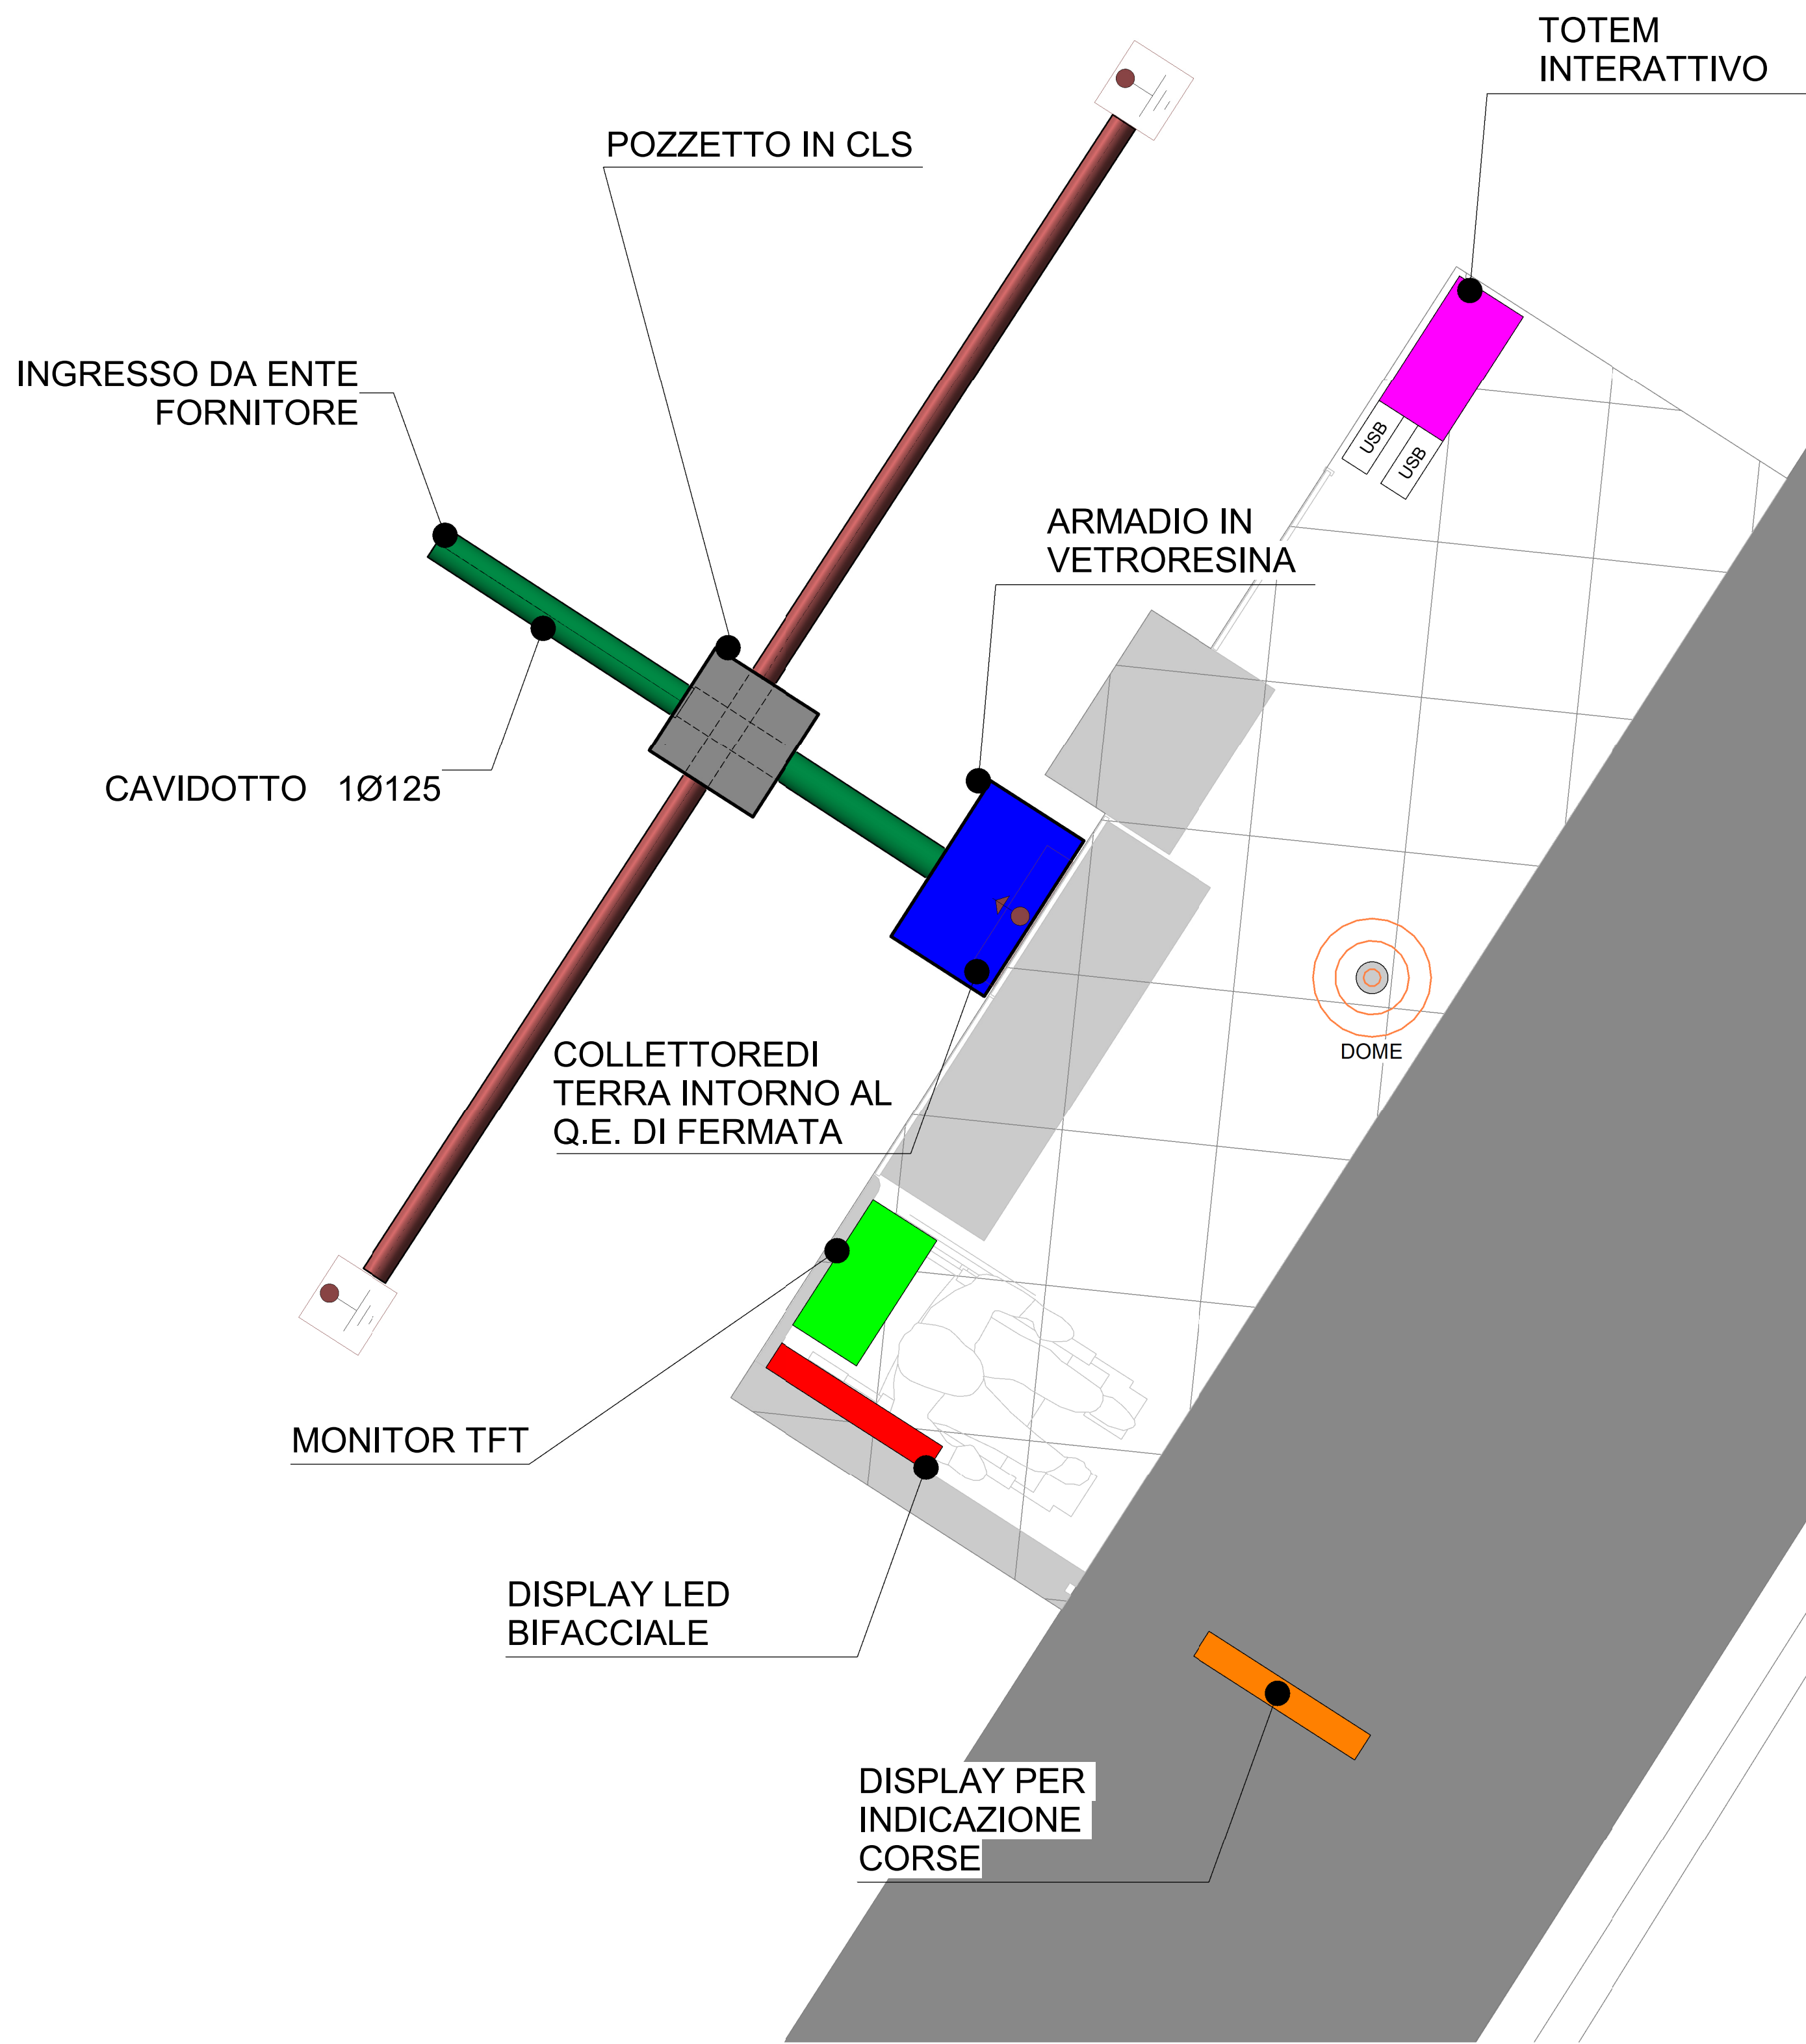 TOTEM
INTERATTIVO
POZZETTO IN CLS
INGRESSO DA ENTE
FORNITORE
USB
USB
ARMADIO IN
VETRORESINA
CAVIDOTTO 1Ø125
COLLETTOREDI
TERRA INTORNO AL
Q.E. DI FERMATA
DOME
MONITOR TFT
DISPLAY LED
BIFACCIALE
DISPLAY PER
INDICAZIONE
CORSE